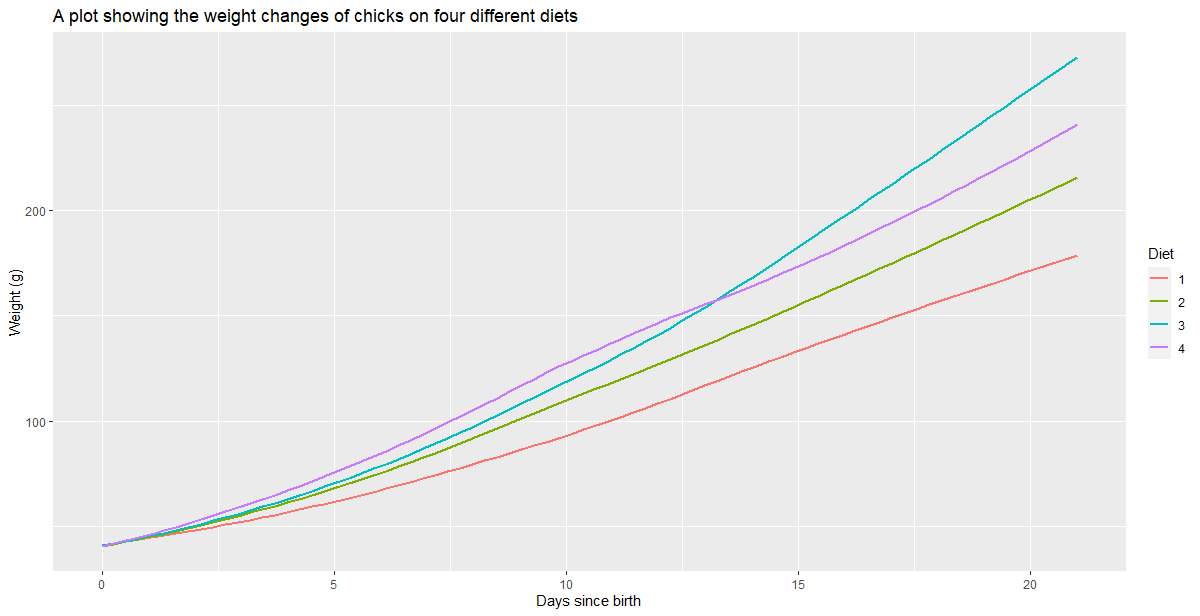 A plot showing the weight changes of chicks on four different diets
200
100
Weight (g)
0 5 10 15 20
Days since birth
Diet
1
2
3
4